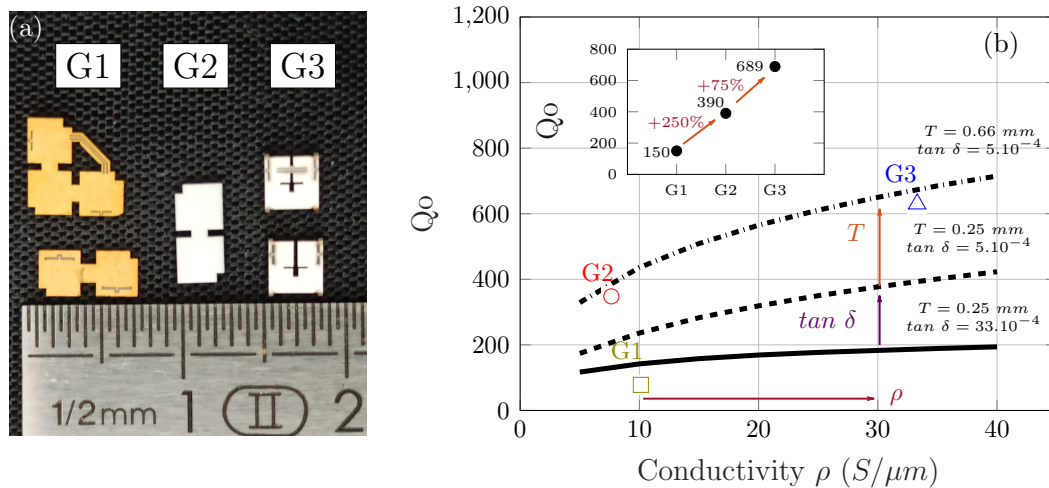 (a)
G1 G2 G3
1/2mm 1 II 2
(b)
Qo
1,200
1,000
800
600
400
200
0
0 10 20 30 40
Conductivity ρ (S/μm)
Qo
800
600
400
200
0
G1 G2 G3
150
390
689
+250%
+75%
T = 0.66 mm
tan δ = 5.10⁻⁴
G3
T
T = 0.25 mm
tan δ = 5.10⁻⁴
G2
tan δ
T = 0.25 mm
tan δ = 33.10⁻⁴
G1
ρ